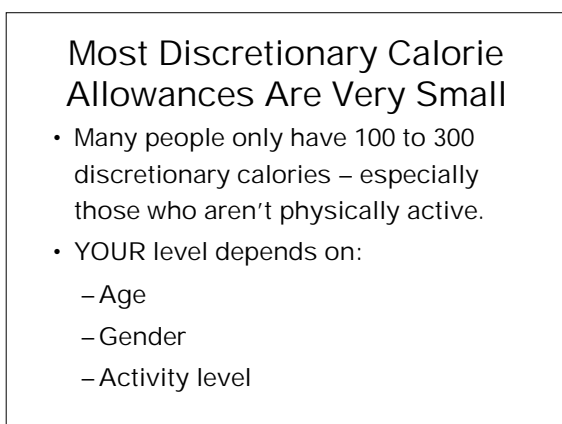 Most Discretionary Calorie
Allowances Are Very Small
• Many people only have 100 to 300
discretionary calories – especially
those who aren't physically active.
• YOUR level depends on:
– Age
– Gender
– Activity level